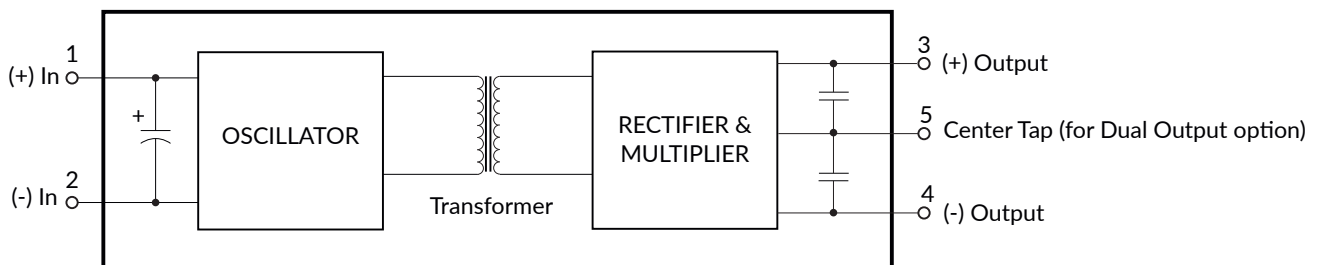 1
(+) In
+
2
(-) In
OSCILLATOR
Transformer
RECTIFIER &
MULTIPLIER
3
(+) Output
5
Center Tap (for Dual Output option)
4
(-) Output